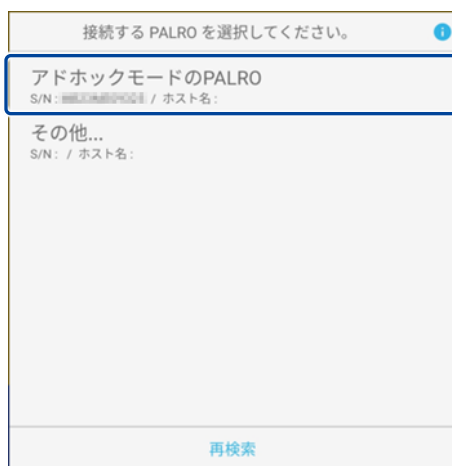 接続する PALRO を選択してください。
アドホックモードのPALRO
S/N : / ホスト名 :
その他...
S/N : / ホスト名 :
再検索